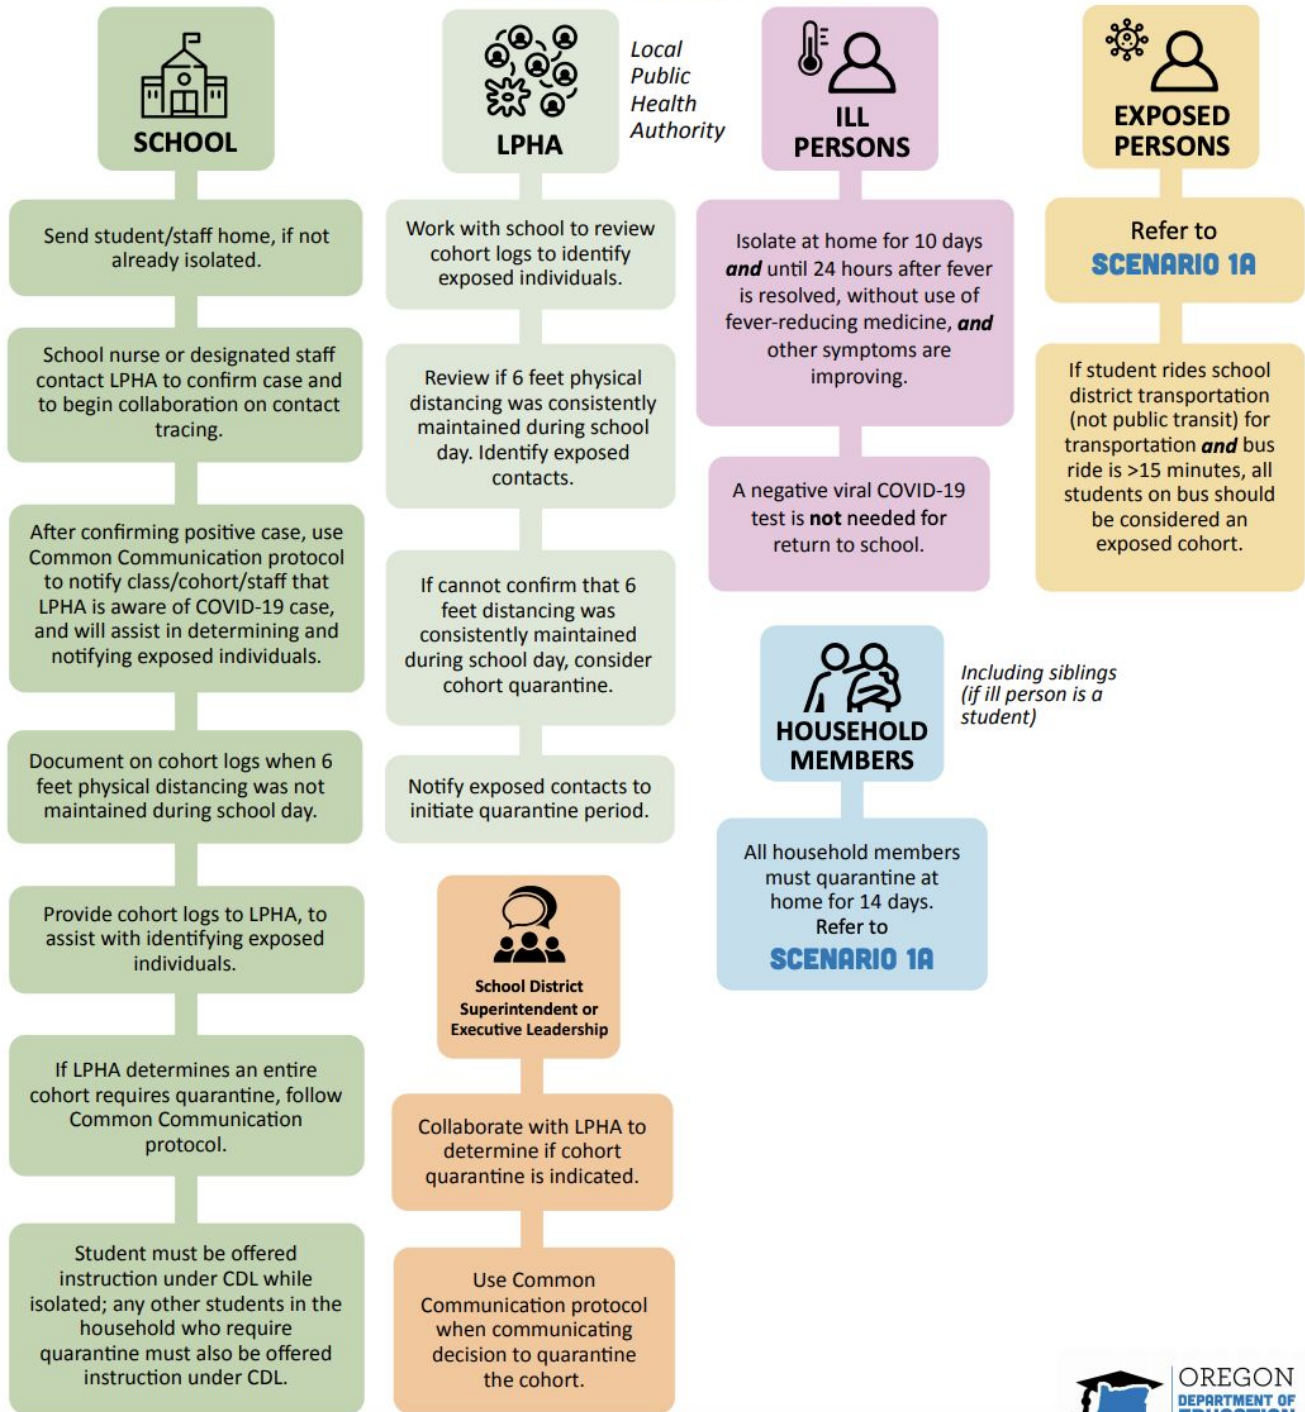 SCHOOL
Send student/staff home, if not
already isolated.
School nurse or designated staff
contact LPHA to confirm case and
to begin collaboration on contact
tracing.
After confirming positive case, use
Common Communication protocol
to notify class/cohort/staff that
LPHA is aware of COVID-19 case,
and will assist in determining and
notifying exposed individuals.
Document on cohort logs when 6
feet physical distancing was not
maintained during school day.
Provide cohort logs to LPHA, to
assist with identifying exposed
individuals.
If LPHA determines an entire
cohort requires quarantine, follow
Common Communication
protocol.
Student must be offered
instruction under CDL while
isolated; any other students in the
household who require
quarantine must also be offered
instruction under CDL.
LPHA
Local
Public
Health
Authority
Work with school to review
cohort logs to identify
exposed individuals.
Review if 6 feet physical
distancing was consistently
maintained during school
day. Identify exposed
contacts.
If cannot confirm that 6
feet distancing was
consistently maintained
during school day, consider
cohort quarantine.
Notify exposed contacts to
initiate quarantine period.
School District
Superintendent or
Executive Leadership
Collaborate with LPHA to
determine if cohort
quarantine is indicated.
Use Common
Communication protocol
when communicating
decision to quarantine
the cohort.
ILL
PERSONS
Isolate at home for 10 days
and until 24 hours after fever
is resolved, without use of
fever-reducing medicine, and
other symptoms are
improving.
A negative viral COVID-19
test is not needed for
return to school.
HOUSEHOLD
MEMBERS
Including siblings
(if ill person is a
student)
All household members
must quarantine at
home for 14 days.
Refer to
SCENARIO 1A
EXPOSED
PERSONS
Refer to
SCENARIO 1A
If student rides school
district transportation
(not public transit) for
transportation and bus
ride is >15 minutes, all
students on bus should
be considered an
exposed cohort.
OREGON
DEPARTMENT OF
EDUCATION